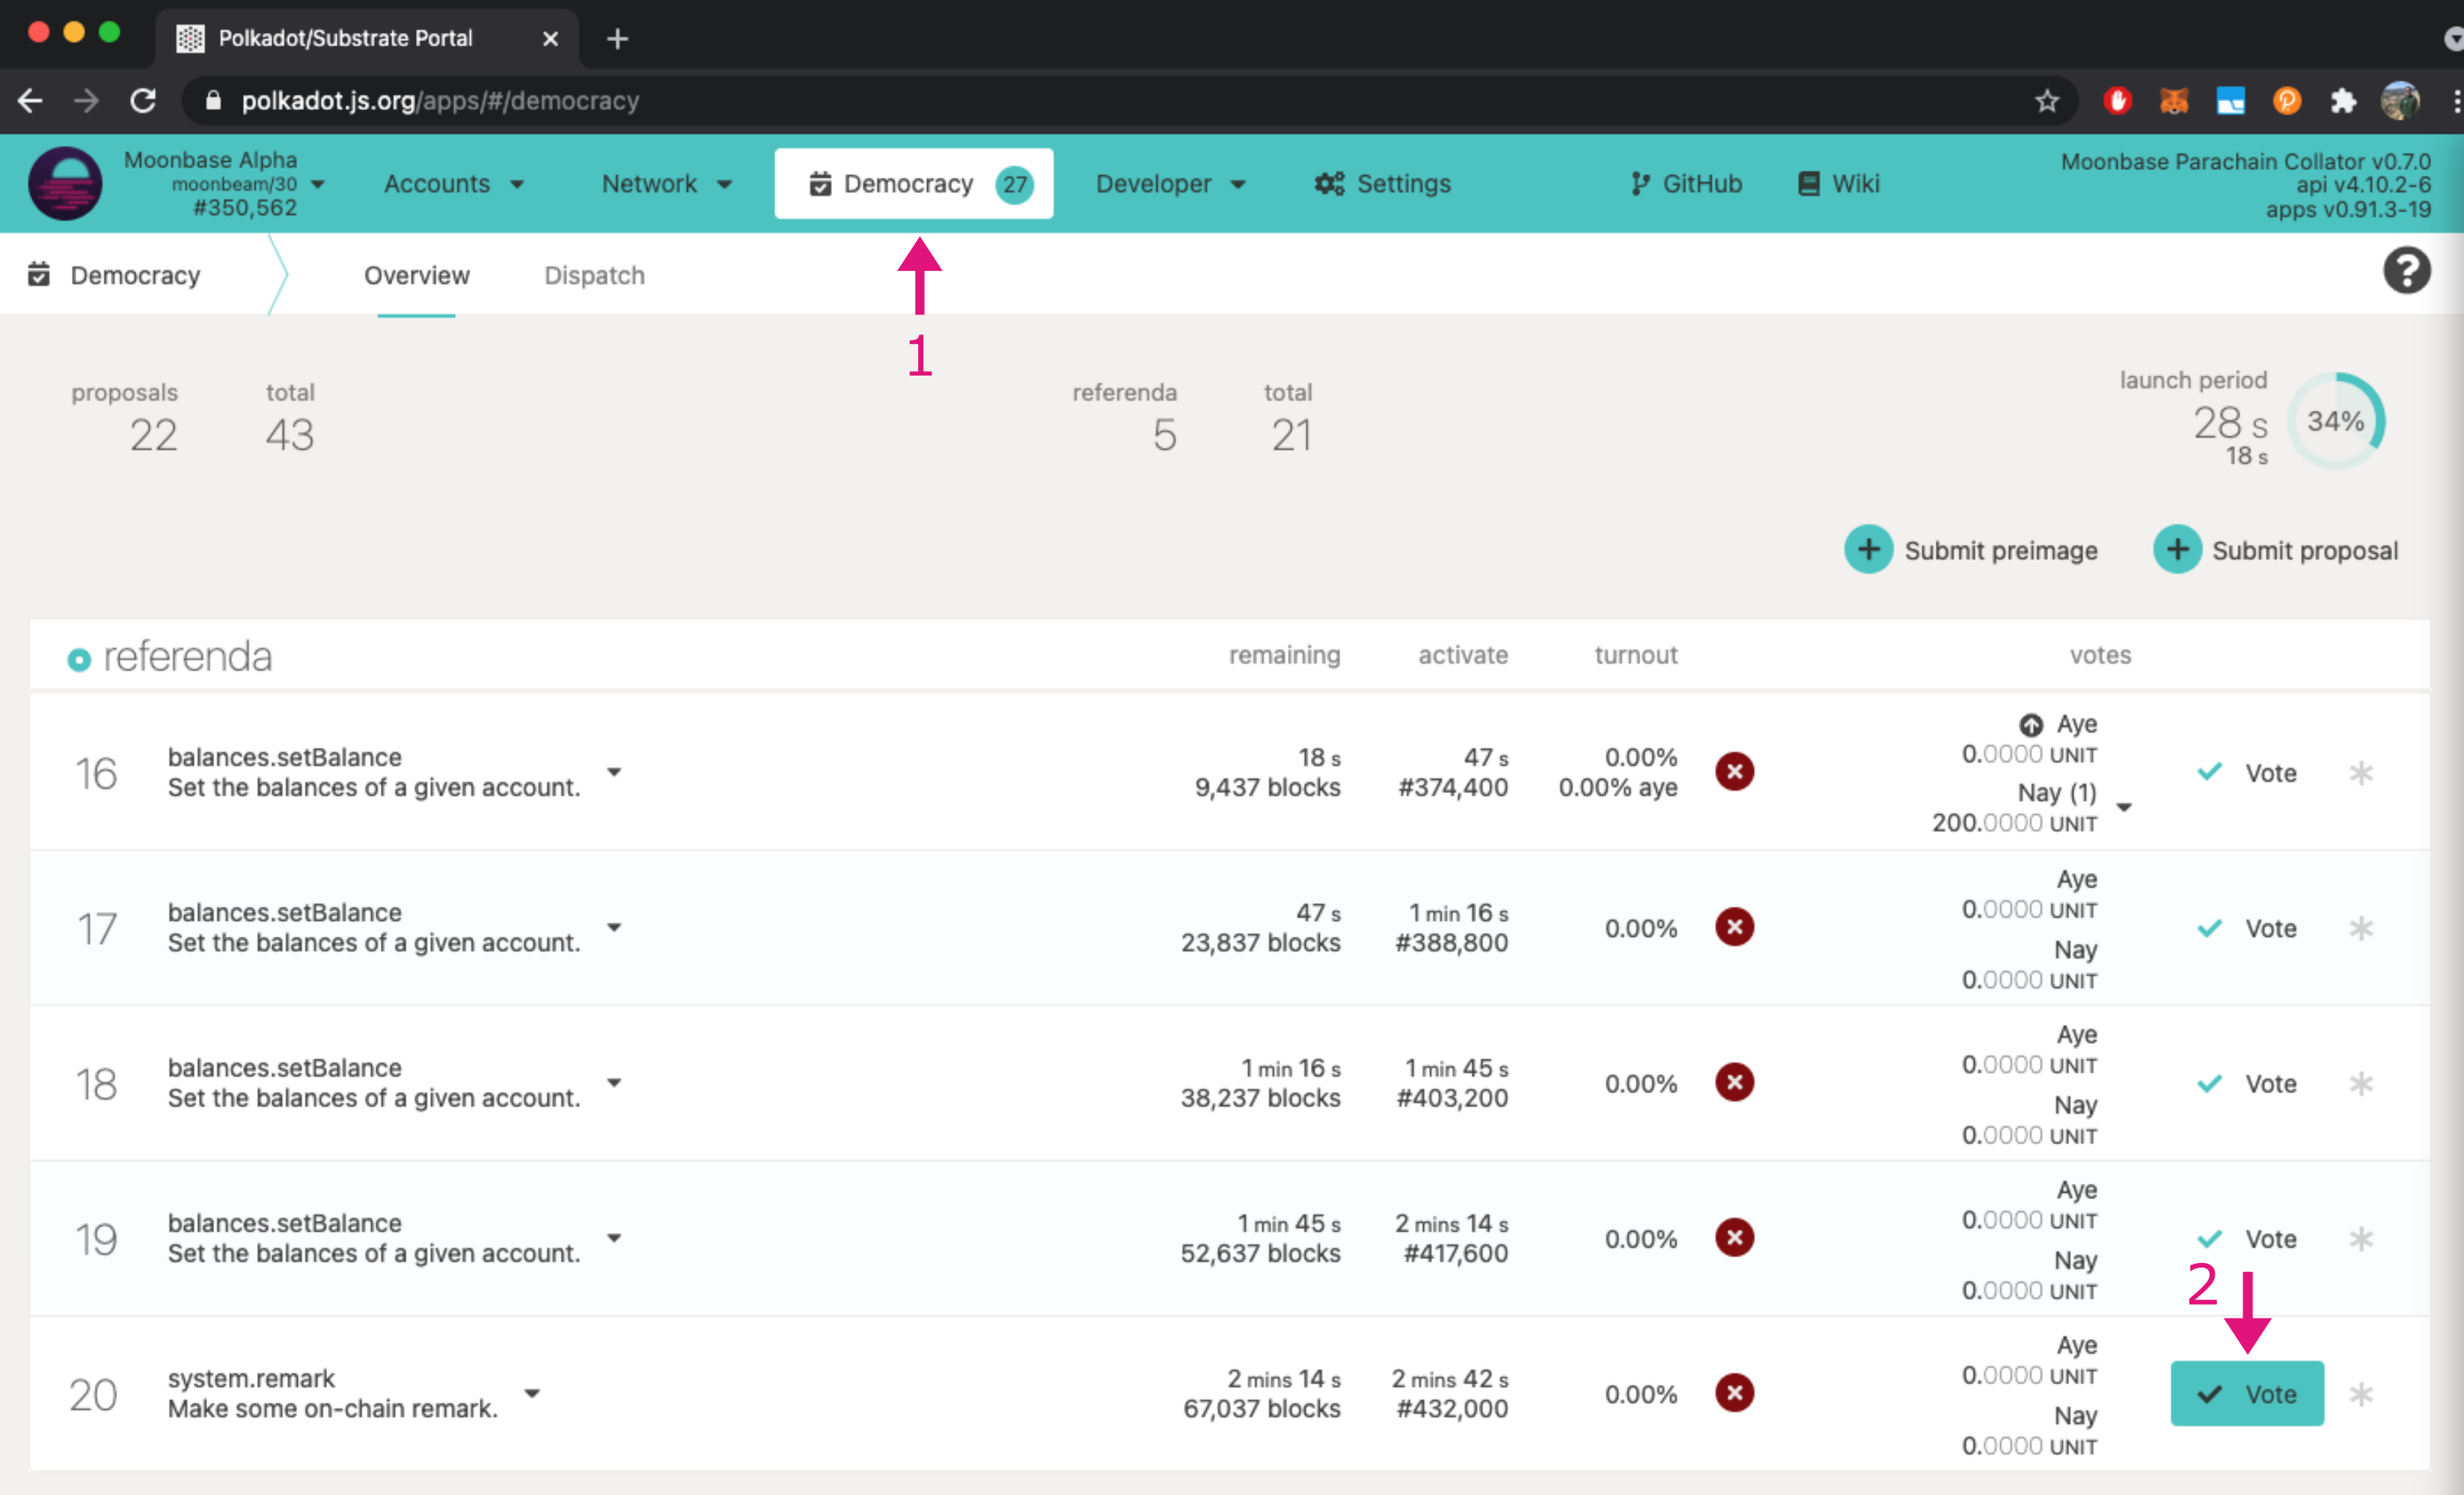 Polkadot/Substrate Portal
polkadot.js.org/apps/#/democracy
Moonbase Alpha
moonbeam/30
#350,562
Accounts
Network
Democracy 27
Developer
Settings
GitHub
Wiki
Moonbase Parachain Collator v0.7.0
api v4.10.2-6
apps v0.91.3-19
Democracy
Overview
Dispatch
1
proposals total
22 43
referenda total
5 21
launch period
28 s
18 s
34%
Submit preimage
Submit proposal
referenda remaining activate turnout votes
16
balances.setBalance
Set the balances of a given account.
18 s
9,437 blocks
47 s
#374,400
0.00%
0.00% aye
Aye
0.0000 UNIT
Nay (1)
200.0000 UNIT
Vote
17
balances.setBalance
Set the balances of a given account.
47 s
23,837 blocks
1 min 16 s
#388,800
0.00%
Aye
0.0000 UNIT
Nay
0.0000 UNIT
Vote
18
balances.setBalance
Set the balances of a given account.
1 min 16 s
38,237 blocks
1 min 45 s
#403,200
0.00%
Aye
0.0000 UNIT
Nay
0.0000 UNIT
Vote
19
balances.setBalance
Set the balances of a given account.
1 min 45 s
52,637 blocks
2 mins 14 s
#417,600
0.00%
Aye
0.0000 UNIT
Nay
0.0000 UNIT
Vote
2
20
system.remark
Make some on-chain remark.
2 mins 14 s
67,037 blocks
2 mins 42 s
#432,000
0.00%
Aye
0.0000 UNIT
Nay
0.0000 UNIT
Vote